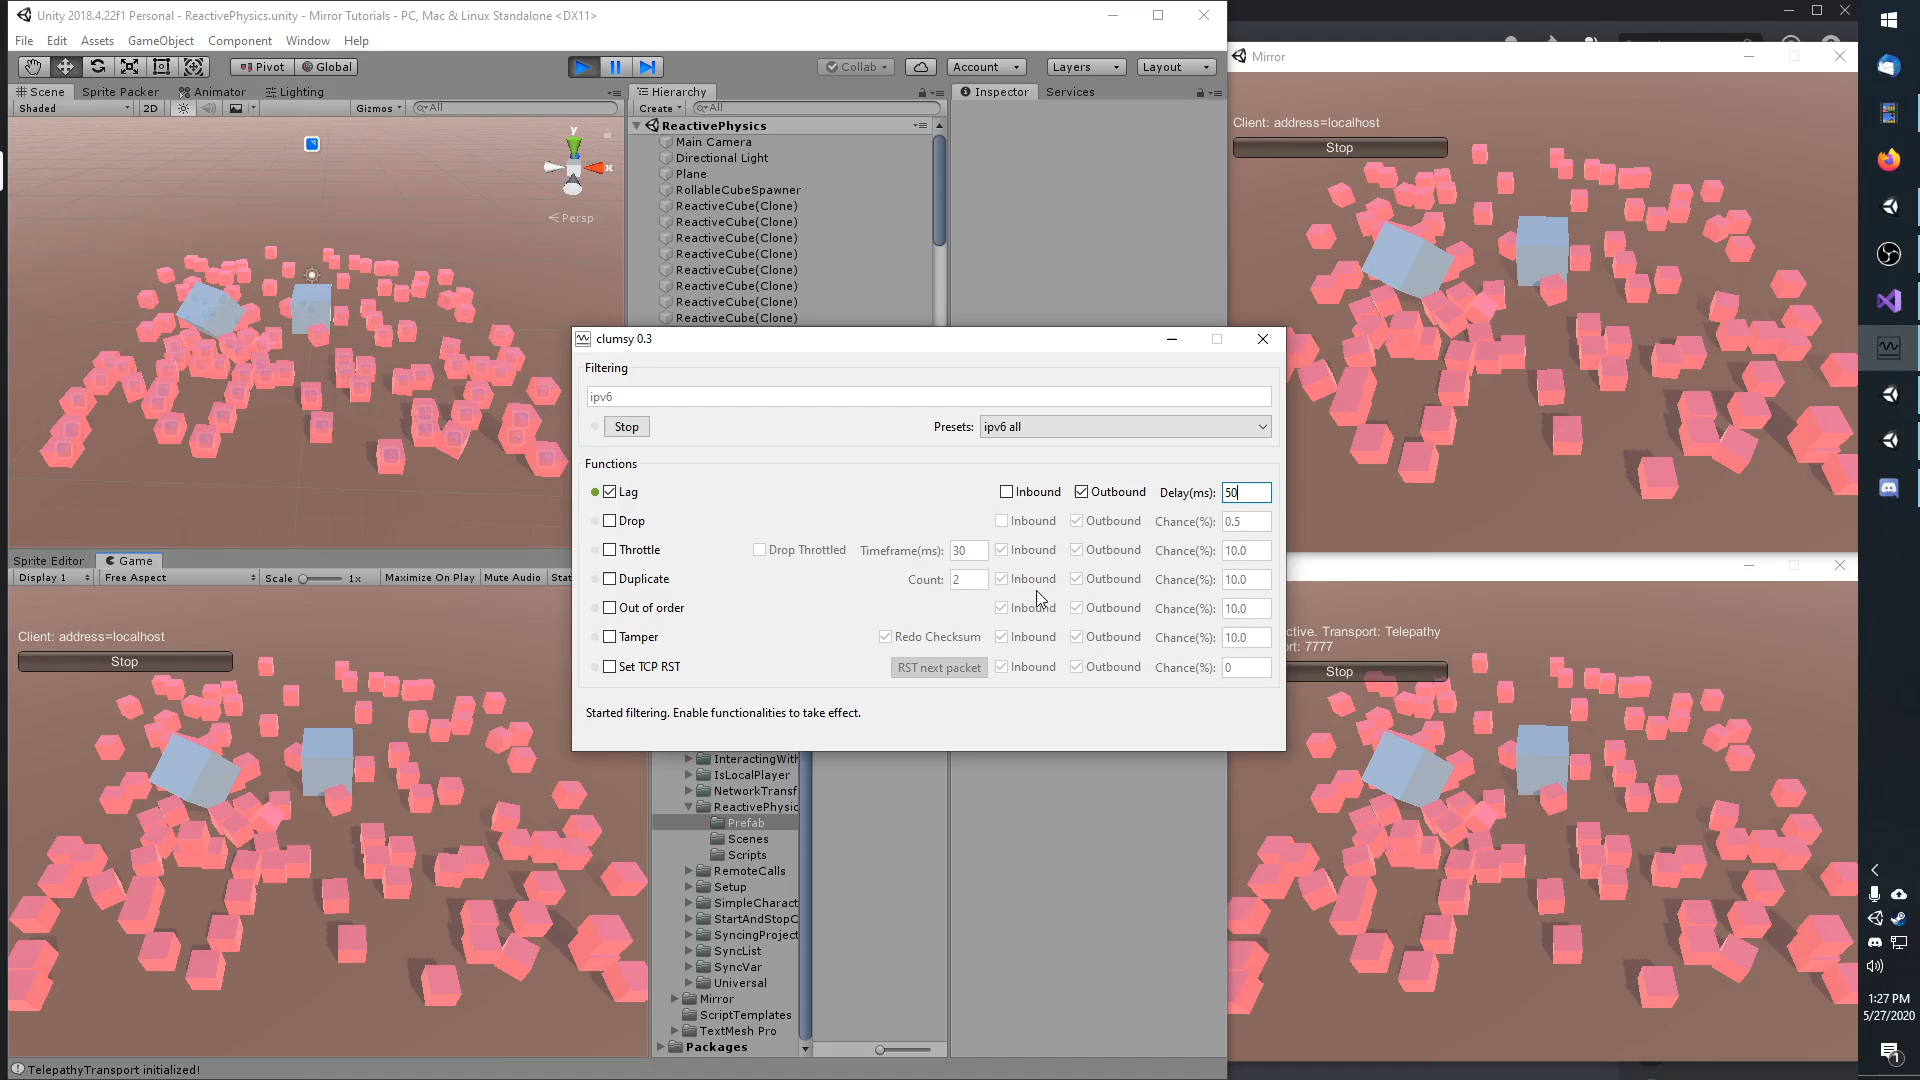 Unity 2018.4.22f1 Personal - ReactivePhysics.unity - Mirror Tutorials - PC, Mac & Linux Standalone <DX11>
File Edit Assets GameObject Component Window Help
Pivot Global Collab Account Layers Layout
Scene Sprite Packer Animator Lighting
Shaded 2D Gizmos All
y
x
Persp
Hierarchy
Create All
ReactivePhysics
Main Camera
Directional Light
Plane
RollableCubeSpawner
ReactiveCube(Clone)
ReactiveCube(Clone)
ReactiveCube(Clone)
ReactiveCube(Clone)
ReactiveCube(Clone)
ReactiveCube(Clone)
ReactiveCube(Clone)
ReactiveCube(Clone)
Inspector Services
Mirror
Client: address=localhost
Stop
clumsy 0.3
Filtering
ipv6
Stop Presets: ipv6 all
Functions
Lag Inbound Outbound Delay(ms): 50
Drop Inbound Outbound Chance(%): 0.5
Throttle Drop Throttled Timeframe(ms): 30 Inbound Outbound Chance(%): 10.0
Duplicate Count: 2 Inbound Outbound Chance(%): 10.0
Out of order Inbound Outbound Chance(%): 10.0
Tamper Redo Checksum Inbound Outbound Chance(%): 10.0
Set TCP RST RST next packet Inbound Outbound Chance(%): 0
Started filtering. Enable functionalities to take effect.
Sprite Editor Game
Display 1 Free Aspect Scale 1x Maximize On Play Mute Audio Stat
Client: address=localhost
Stop
ctive. Transport: Telepathy
rt: 7777
Stop
InteractingWith
IsLocalPlayer
NetworkTransf
ReactivePhysic
Prefab
Scenes
Scripts
RemoteCalls
Setup
SimpleCharact
StartAndStopC
SyncingProject
SyncList
SyncVar
Universal
Mirror
ScriptTemplates
TextMesh Pro
Packages
TelepathyTransport initialized!
1:27 PM
5/27/2020
1